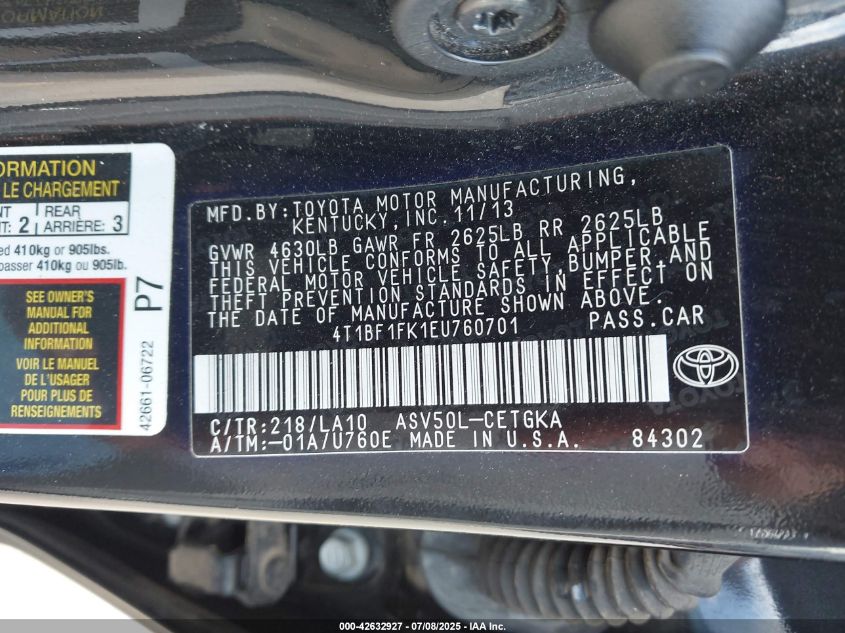 ORMATION
LE CHARGEMENT
NT 2 REAR
NT: ARRIÈRE: 3
ed 410kg or 905lbs.
passer 410kg ou 905lb.
SEE OWNER'S
MANUAL FOR
ADDITIONAL
INFORMATION
VOIR LE MANUEL
DE L'USAGER
POUR PLUS DE
RENSEIGNEMENTS
P7
42661-06722
MFD.BY:TOYOTA MOTOR MANUFACTURING,
KENTUCKY, INC. 11/13
GVWR 4630LB GAWR FR 2625LB RR 2625LB
THIS VEHICLE CONFORMS TO ALL APPLICABLE
FEDERAL MOTOR VEHICLE SAFETY,BUMPER,AND
THEFT PREVENTION STANDARDS IN EFFECT ON
THE DATE OF MANUFACTURE SHOWN ABOVE.
4T1BF1FK1EU760701 PASS.CAR
C/TR:218/LA10 ASV50L-CETGKA
A/TM:-01A/U760E MADE IN U.S.A. 84302
000-42632927 - 07/08/2025 - IAA Inc.